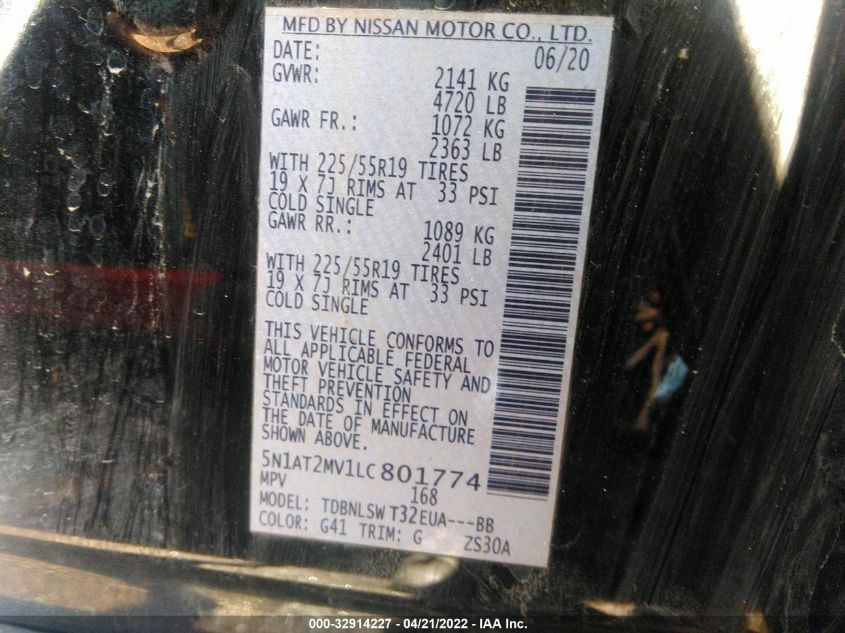 MFD BY NISSAN MOTOR CO., LTD.
DATE: 06/20
GVWR: 2141 KG
4720 LB
GAWR FR.: 1072 KG
2363 LB
WITH 225/55R19 TIRES
19 X 7J RIMS AT 33 PSI
COLD SINGLE
GAWR RR.: 1089 KG
2401 LB
WITH 225/55R19 TIRES
19 X 7J RIMS AT 33 PSI
COLD SINGLE
THIS VEHICLE CONFORMS TO
ALL APPLICABLE FEDERAL
MOTOR VEHICLE SAFETY AND
THEFT PREVENTION
STANDARDS IN EFFECT ON
THE DATE OF MANUFACTURE
SHOWN ABOVE.
5N1AT2MV1LC801774
MPV 168
MODEL: TDBNLSW T32EUA---BB
COLOR: G41 TRIM: G ZS30A
000-32914227 - 04/21/2022 - IAA Inc.